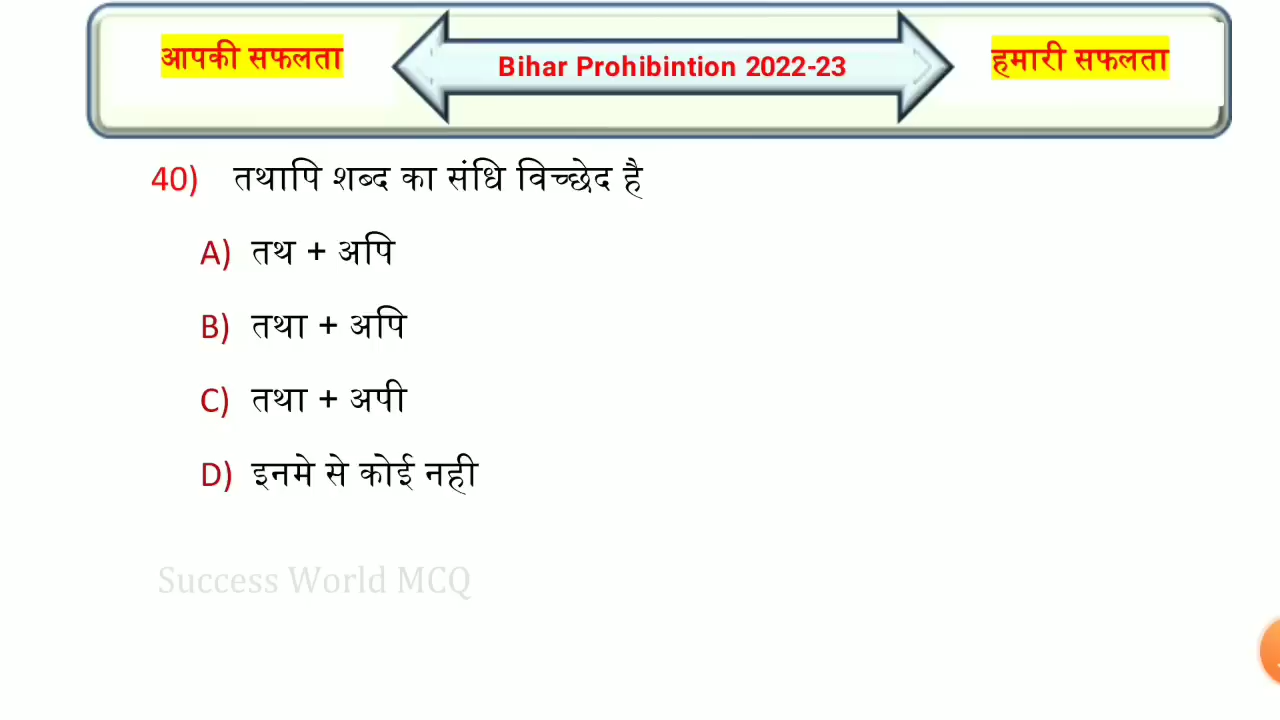 आपकी सफलता
Bihar Prohibintion 2022-23
हमारी सफलता
40) तथापि शब्द का संधि विच्छेद है
A) तथ + अपि
B) तथा + अपि
C) तथा + अपी
D) इनमे से कोई नही
Success World MCQ